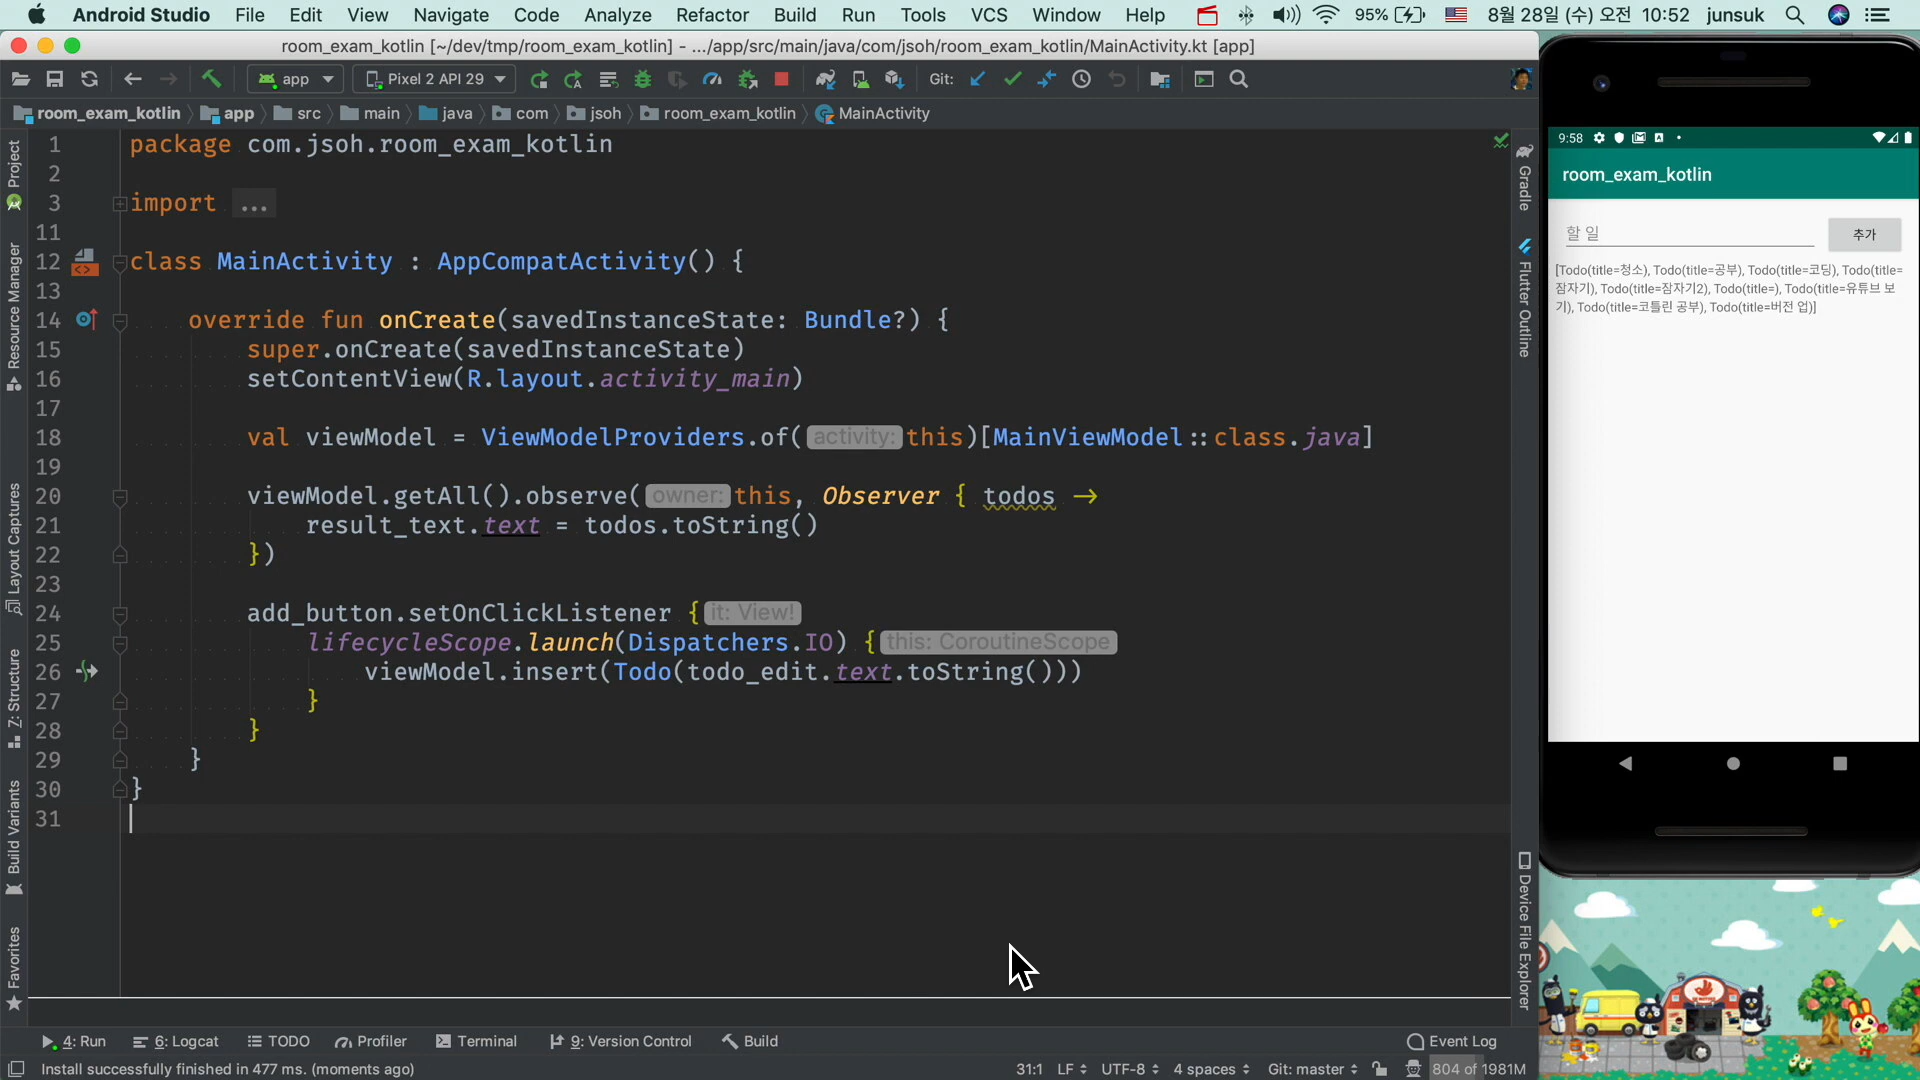 Android Studio File Edit View Navigate Code Analyze Refactor Build Run Tools VCS Window Help 95% 8월 28일 (수) 오전 10:52 junsuk
room_exam_kotlin [~/dev/tmp/room_exam_kotlin] - .../app/src/main/java/com/jsoh/room_exam_kotlin/MainActivity.kt [app]
app Pixel 2 API 29 Git:
room_exam_kotlin app src main java com jsoh room_exam_kotlin MainActivity
Project
Resource Manager
Layout Captures
Z: Structure
Build Variants
Favorites
1 package com.jsoh.room_exam_kotlin
2
3 import ...
11
12 class MainActivity : AppCompatActivity() {
13
14 override fun onCreate(savedInstanceState: Bundle?) {
15 super.onCreate(savedInstanceState)
16 setContentView(R.layout.activity_main)
17
18 val viewModel = ViewModelProviders.of( activity: this)[MainViewModel::class.java]
19
20 viewModel.getAll().observe( owner: this, Observer { todos →
21 result_text.text = todos.toString()
22 })
23
24 add_button.setOnClickListener { it: View!
25 lifecycleScope.launch(Dispatchers.IO) { this: CoroutineScope
26 viewModel.insert(Todo(todo_edit.text.toString()))
27 }
28 }
29 }
30 }
31
Gradle
Flutter Outline
Device File Explorer
9:58
room_exam_kotlin
할 일
추가
[Todo(title=청소), Todo(title=공부), Todo(title=코딩), Todo(title=
잠자기), Todo(title=잠자기2), Todo(title=), Todo(title=유튜브 보
기), Todo(title=코틀린 공부), Todo(title=버전 업)]
4: Run 6: Logcat TODO Profiler Terminal 9: Version Control Build Event Log
Install successfully finished in 477 ms. (moments ago) 31:1 LF UTF-8 4 spaces Git: master 804 of 1981M